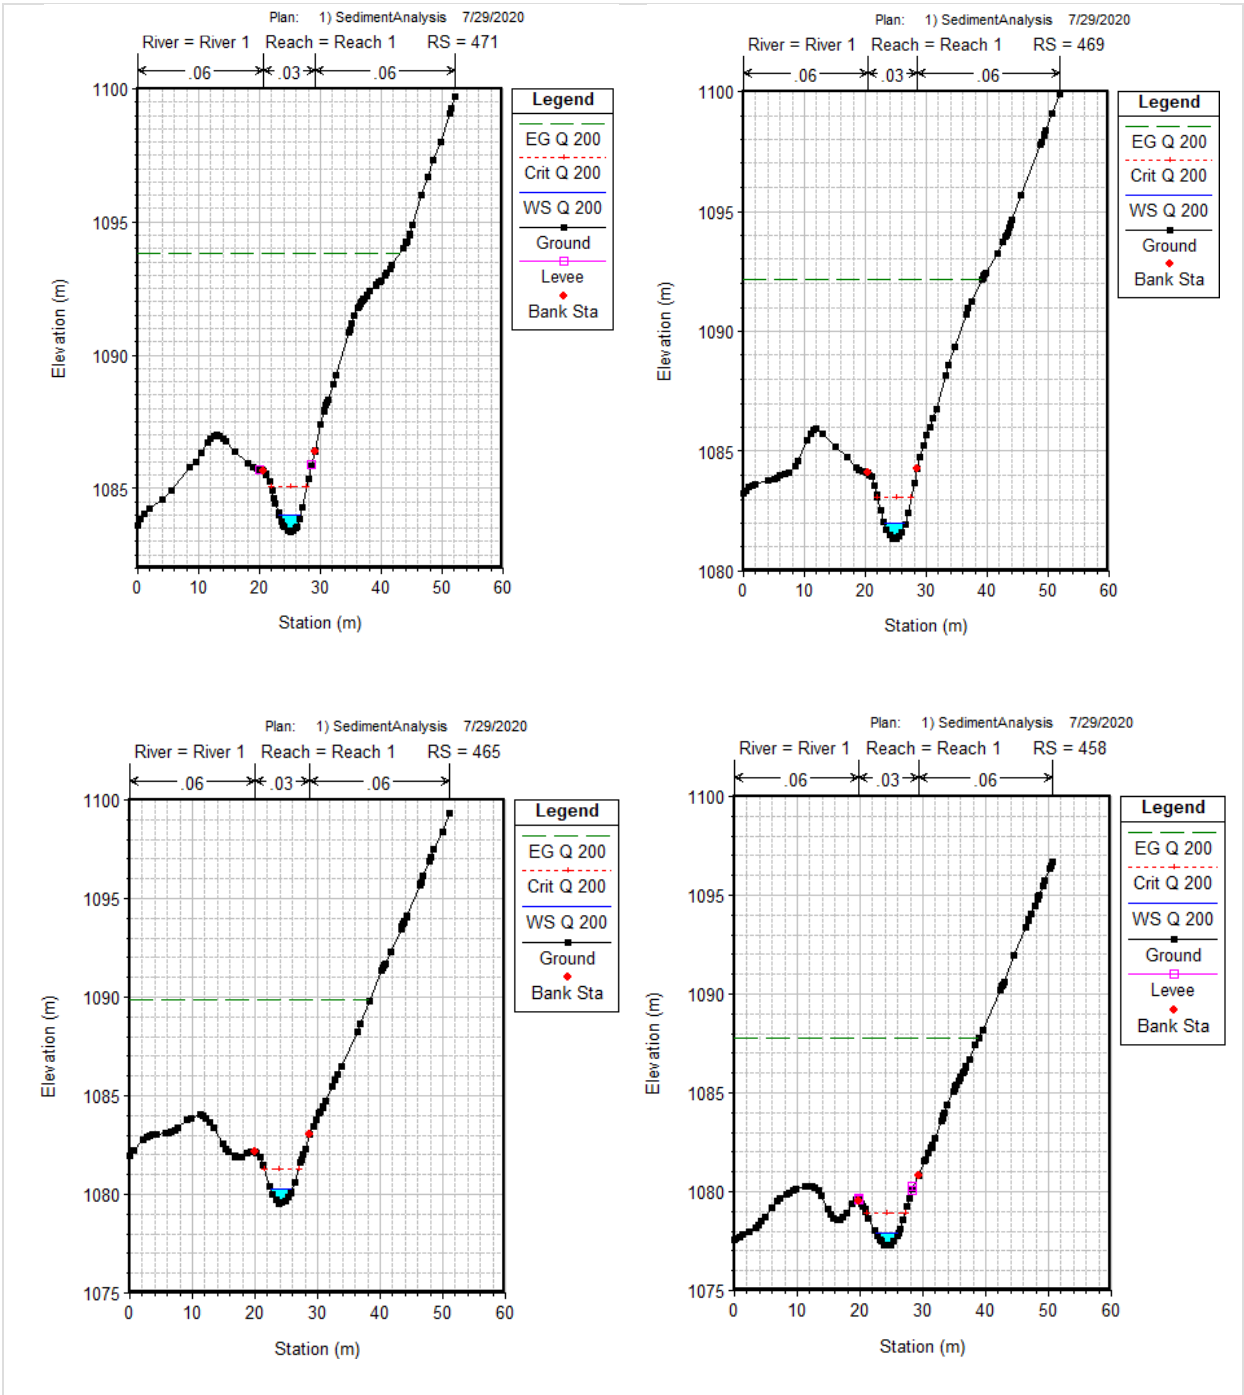 Plan: 1) SedimentAnalysis 7/29/2020
River = River 1 Reach = Reach 1 RS = 471
.06 .03 .06
1100
1095
1090
1085
Elevation (m)
0 10 20 30 40 50 60
Station (m)
Legend
EG Q 200
Crit Q 200
WS Q 200
Ground
Levee
Bank Sta
Plan: 1) SedimentAnalysis 7/29/2020
River = River 1 Reach = Reach 1 RS = 469
.06 .03 .06
1100
1095
1090
1085
1080
Elevation (m)
0 10 20 30 40 50 60
Station (m)
Legend
EG Q 200
Crit Q 200
WS Q 200
Ground
Bank Sta
Plan: 1) SedimentAnalysis 7/29/2020
River = River 1 Reach = Reach 1 RS = 465
.06 .03 .06
1100
1095
1090
1085
1080
1075
Elevation (m)
0 10 20 30 40 50 60
Station (m)
Legend
EG Q 200
Crit Q 200
WS Q 200
Ground
Bank Sta
Plan: 1) SedimentAnalysis 7/29/2020
River = River 1 Reach = Reach 1 RS = 458
.06 .03 .06
1100
1095
1090
1085
1080
1075
Elevation (m)
0 10 20 30 40 50 60
Station (m)
Legend
EG Q 200
Crit Q 200
WS Q 200
Ground
Levee
Bank Sta